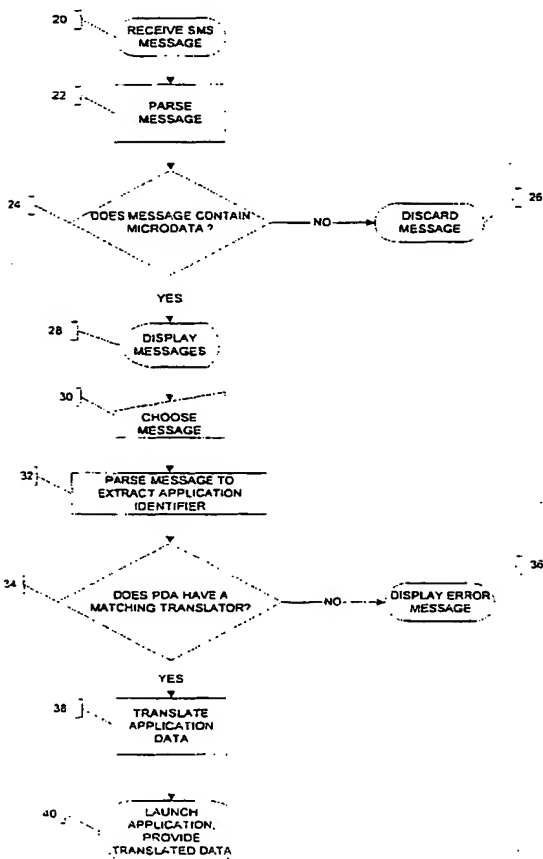 20
RECEIVE SMS
MESSAGE
22
PARSE
MESSAGE
24
DOES MESSAGE CONTAIN
MICRODATA ?
NO
DISCARD
MESSAGE
26
YES
28
DISPLAY
MESSAGES
30
CHOOSE
MESSAGE
32
PARSE MESSAGE TO
EXTRACT APPLICATION
IDENTIFIER
34
DOES PDA HAVE A
MATCHING TRANSLATOR?
NO
DISPLAY ERROR
MESSAGE
36
YES
38
TRANSLATE
APPLICATION
DATA
40
LAUNCH
APPLICATION,
PROVIDE
TRANSLATED DATA